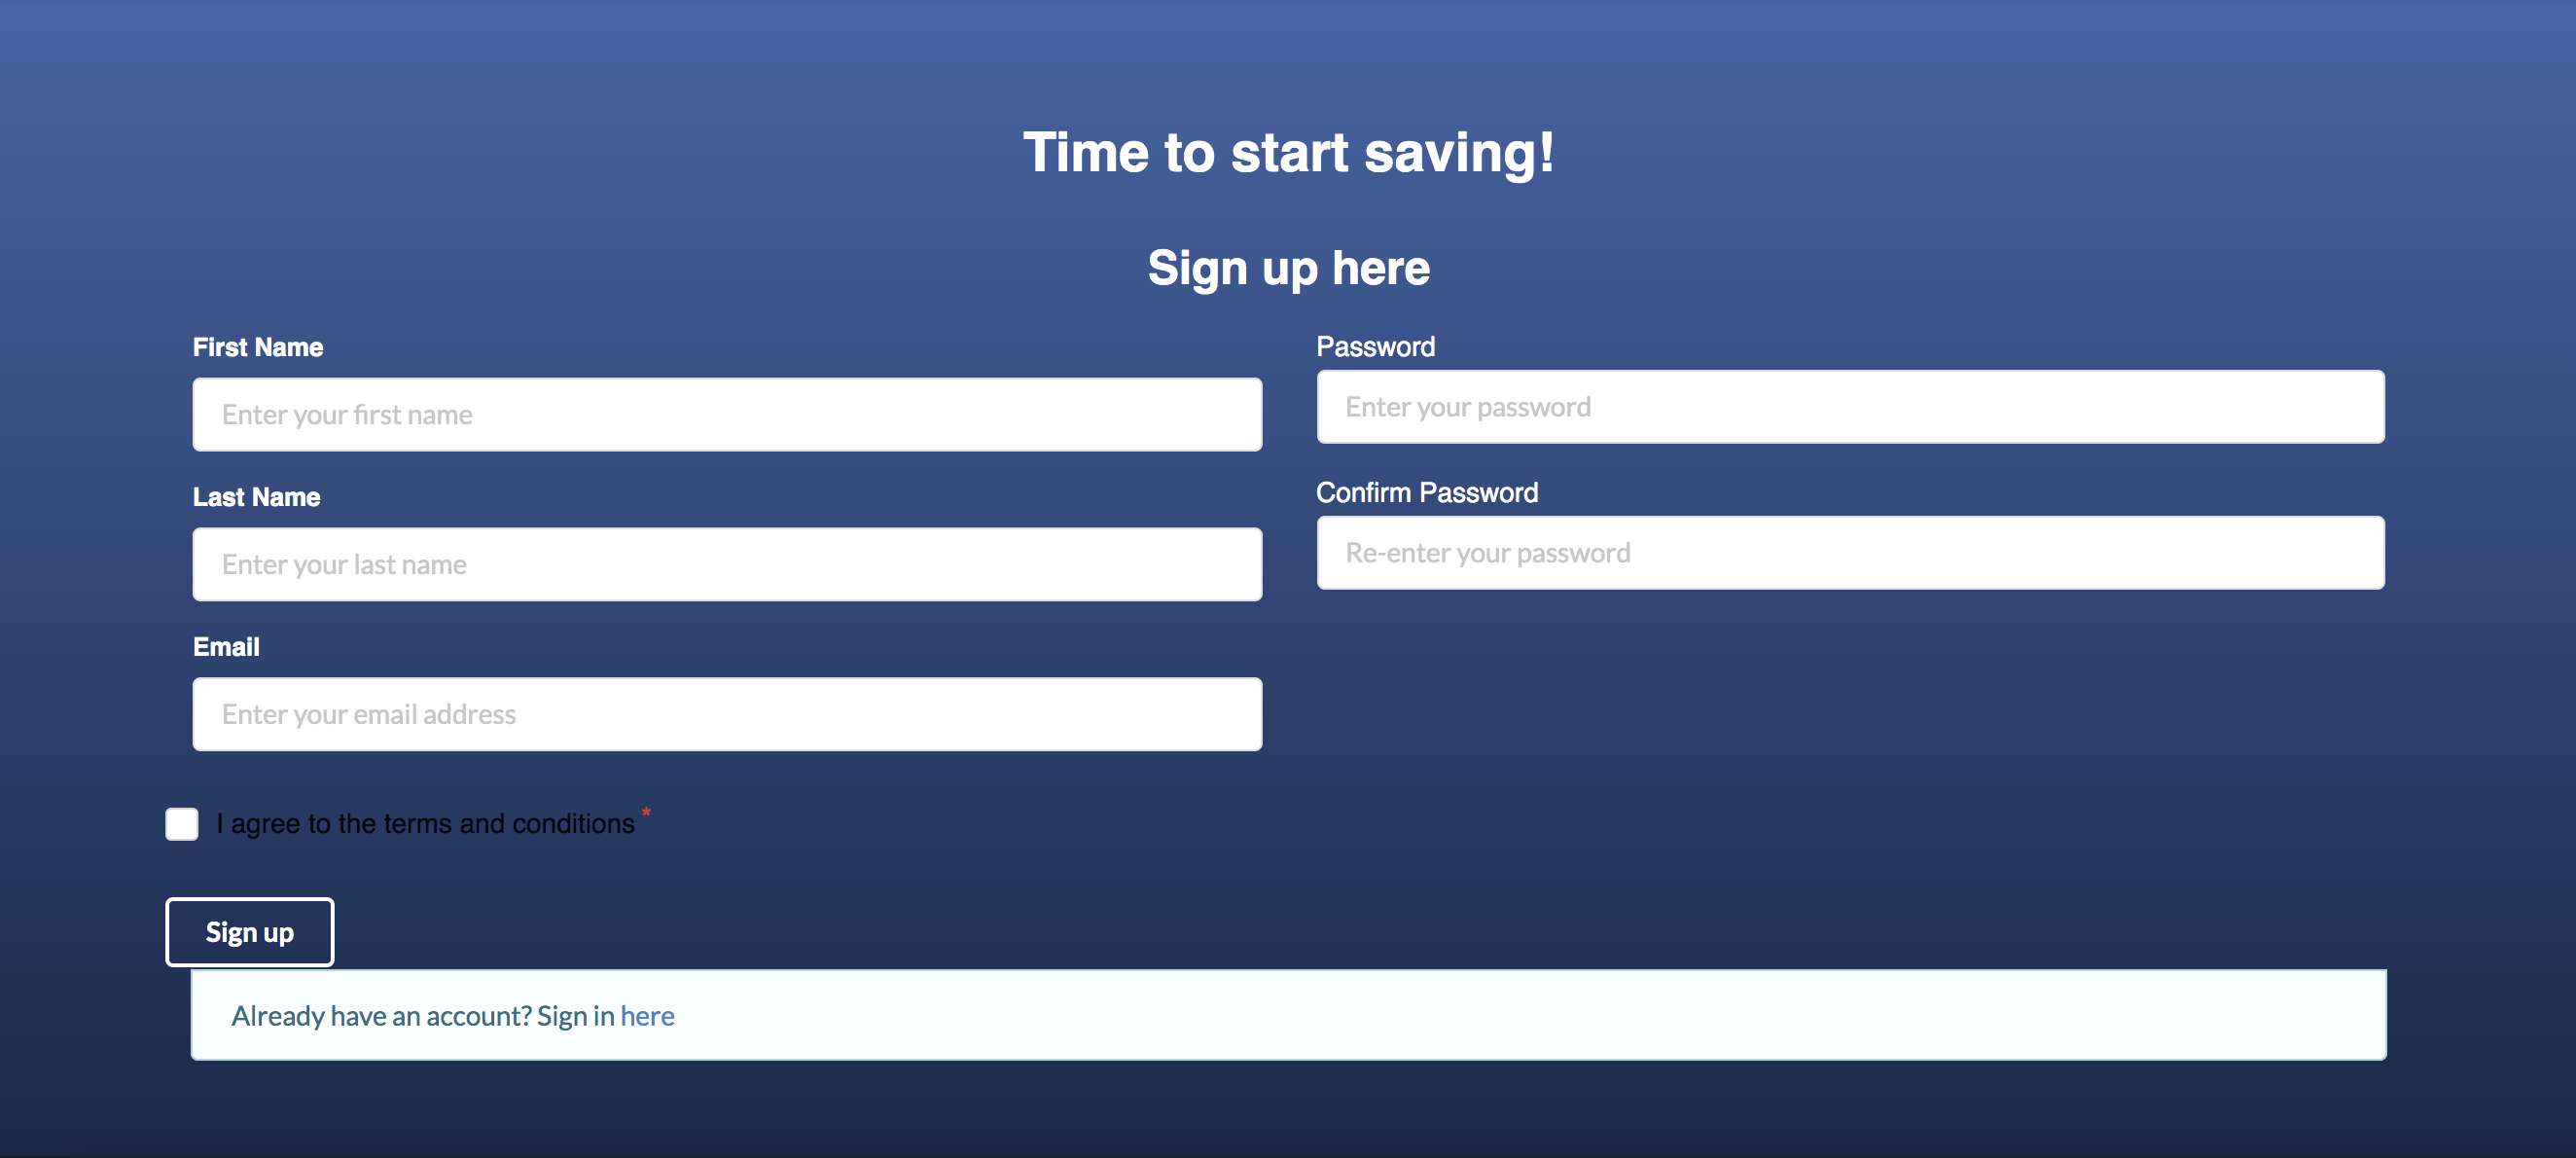 Time to start saving!
Sign up here
First Name
Enter your first name
Last Name
Enter your last name
Email
Enter your email address
Password
Enter your password
Confirm Password
Re-enter your password
I agree to the terms and conditions *
Sign up
Already have an account? Sign in here